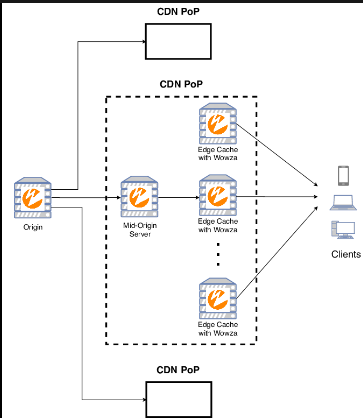 CDN PoP
CDN PoP
Edge Cache
with Wowza
Origin
Mid-Origin
Server
Edge Cache
with Wowza
Clients
Edge Cache
with Wowza
CDN PoP